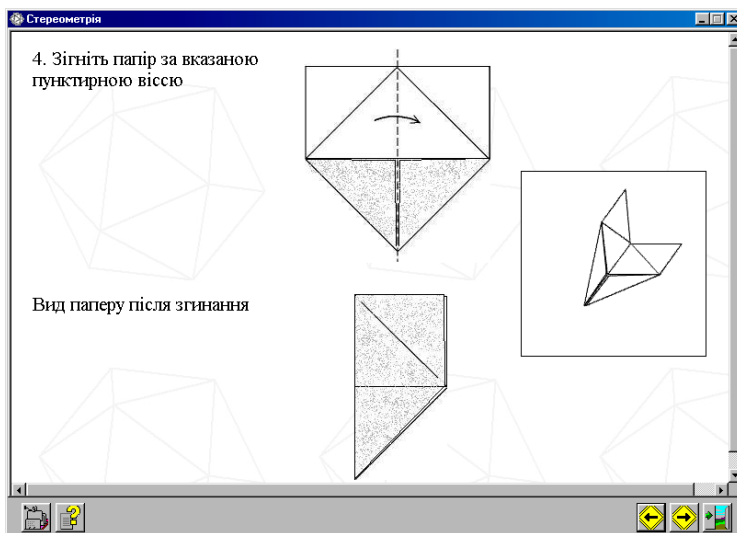 Стереометрія
4. Зігніть папір за вказаною
пунктирною віссю
Вид паперу після згинання